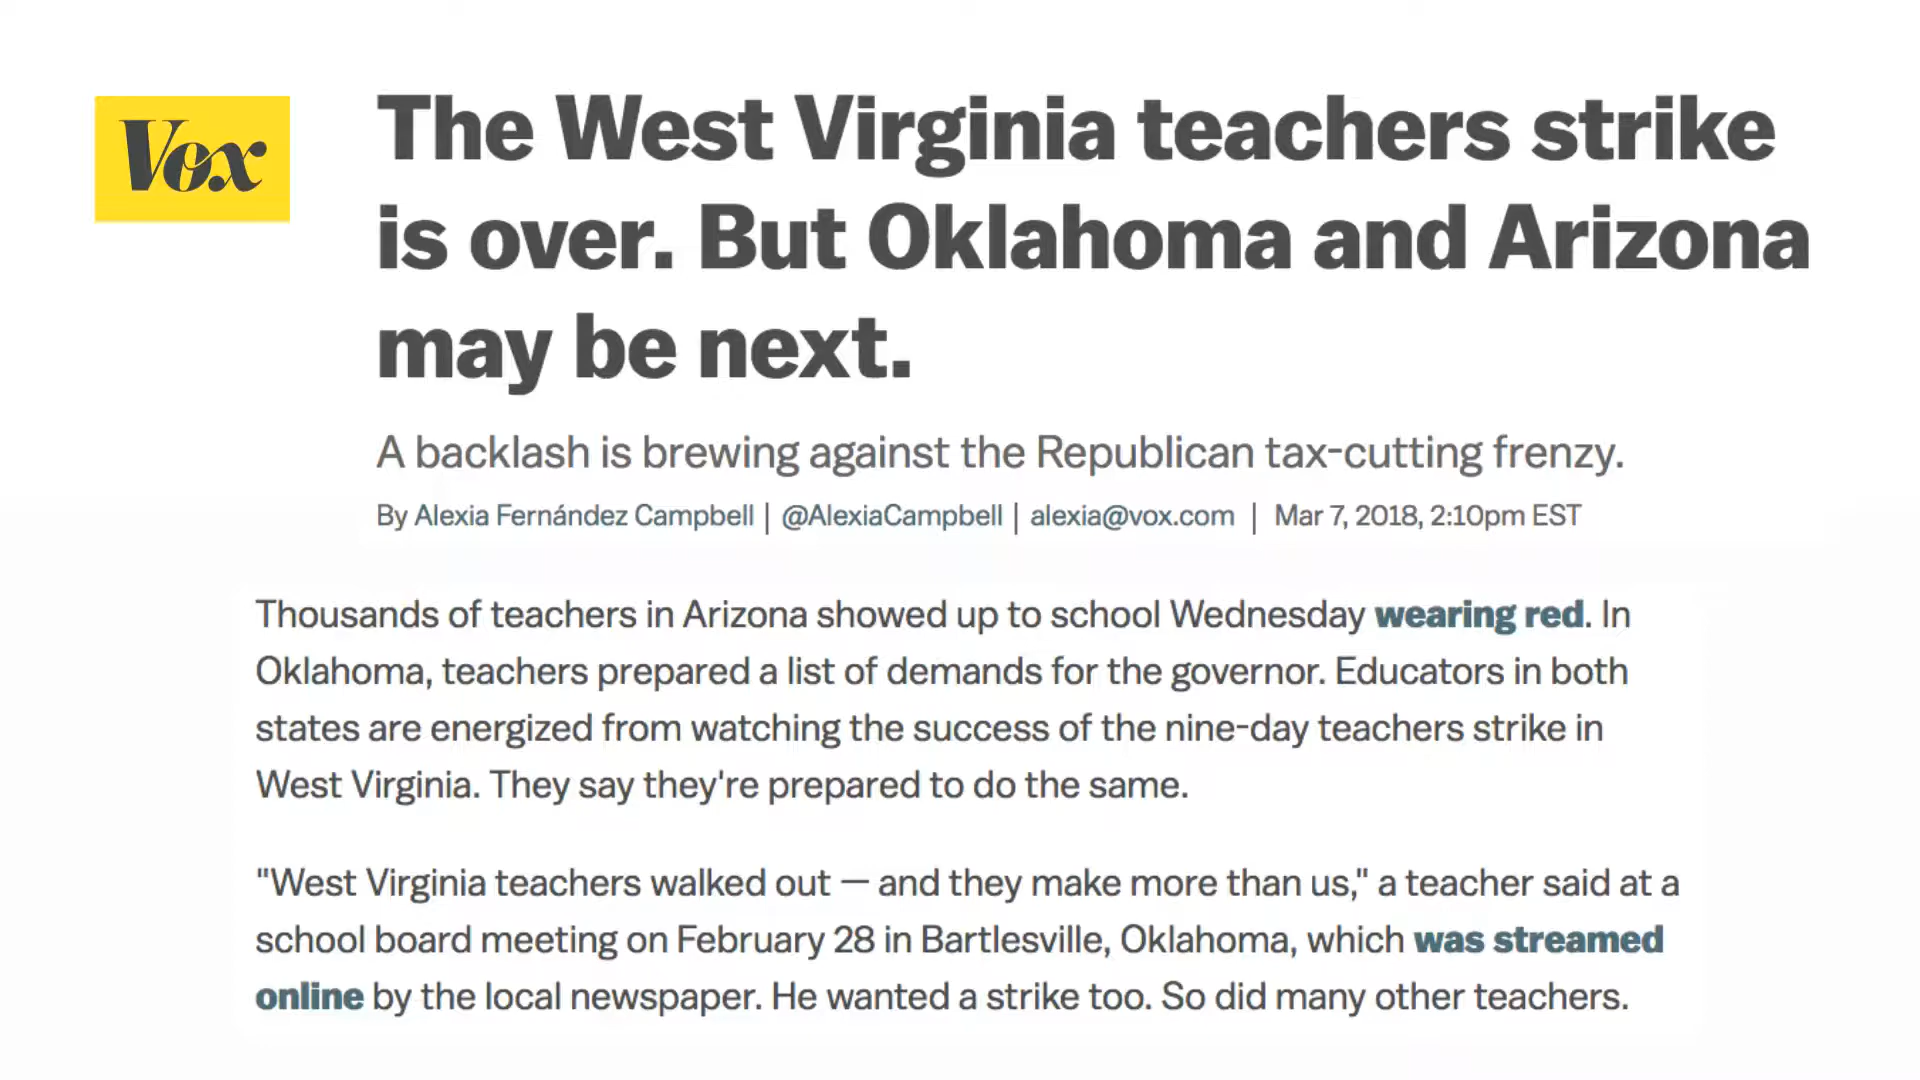 Vox
The West Virginia teachers strike
is over. But Oklahoma and Arizona
may be next.
A backlash is brewing against the Republican tax-cutting frenzy.
By Alexia Fernández Campbell | @AlexiaCampbell | alexia@vox.com | Mar 7, 2018, 2:10pm EST
Thousands of teachers in Arizona showed up to school Wednesday wearing red. In
Oklahoma, teachers prepared a list of demands for the governor. Educators in both
states are energized from watching the success of the nine-day teachers strike in
West Virginia. They say they're prepared to do the same.
"West Virginia teachers walked out — and they make more than us," a teacher said at a
school board meeting on February 28 in Bartlesville, Oklahoma, which was streamed
online by the local newspaper. He wanted a strike too. So did many other teachers.